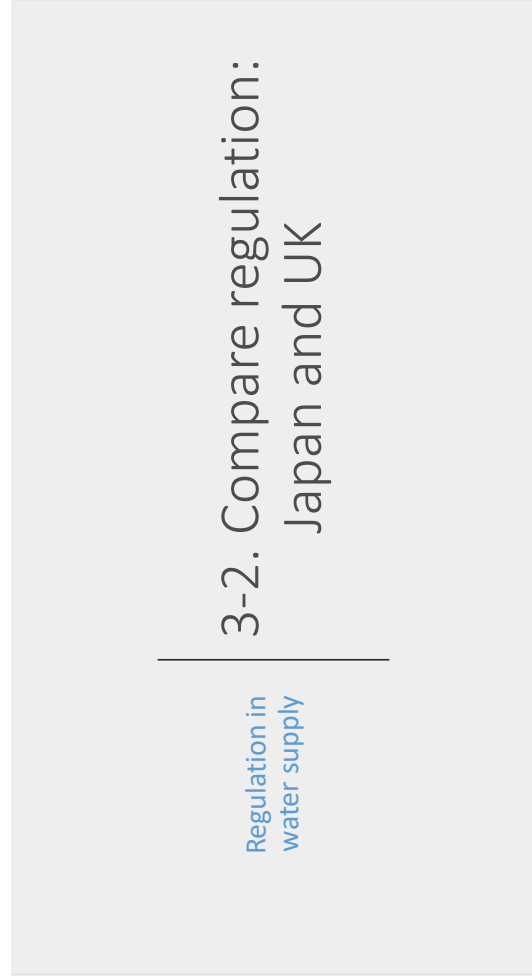 Regulation in
water supply
3-2. Compare regulation:
Japan and UK